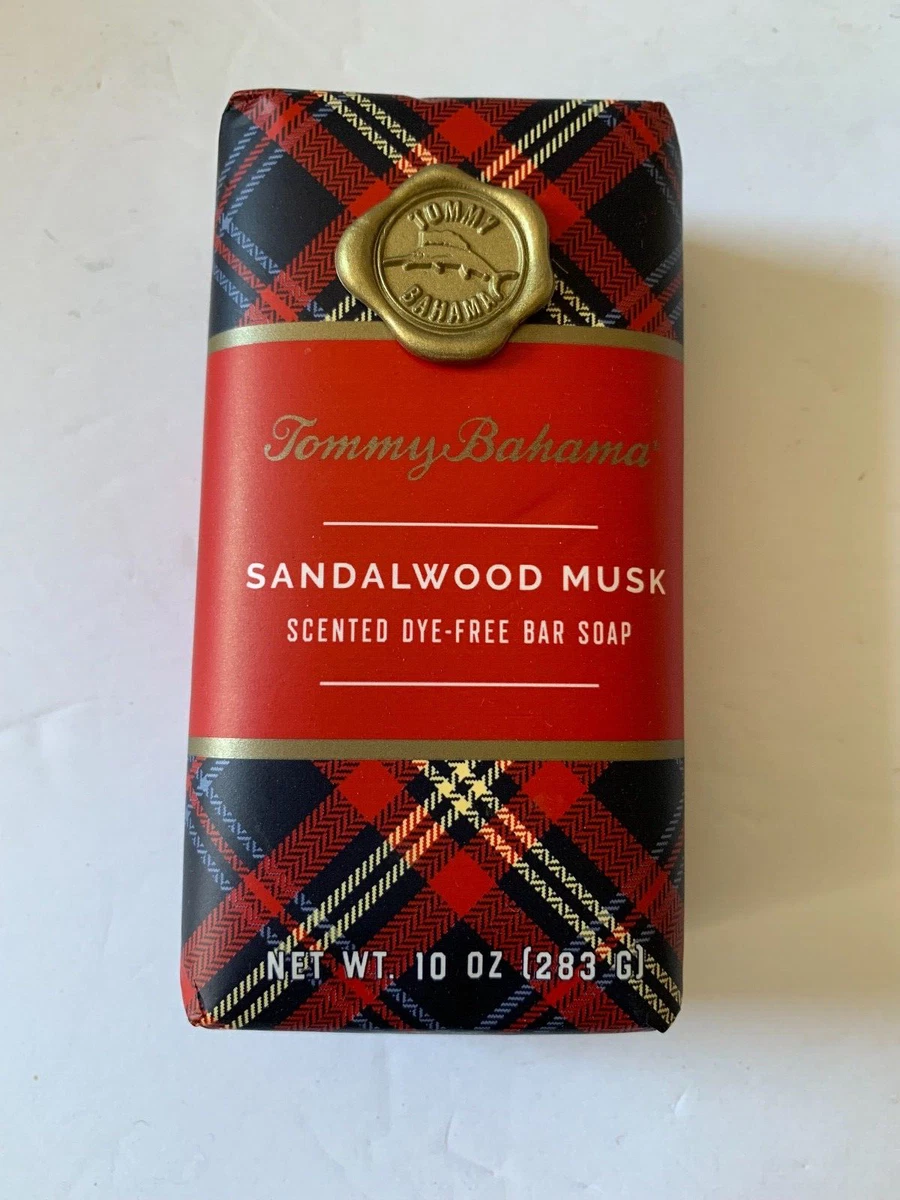 TOMMY
BAHAMA
Tommy Bahama
SANDALWOOD MUSK
SCENTED DYE-FREE BAR SOAP
NET WT. 10 OZ (283 G)